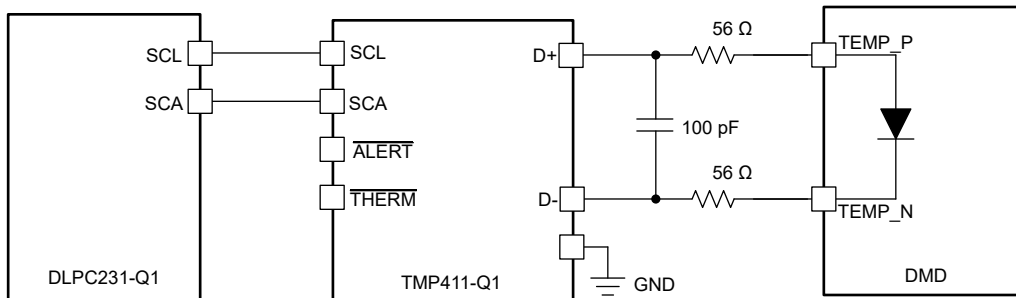 SCL
SCA
DLPC231-Q1
SCL
SCA
ALERT
THERM
D+
D-
GND
TMP411-Q1
56 Ω
100 pF
56 Ω
TEMP_P
TEMP_N
DMD